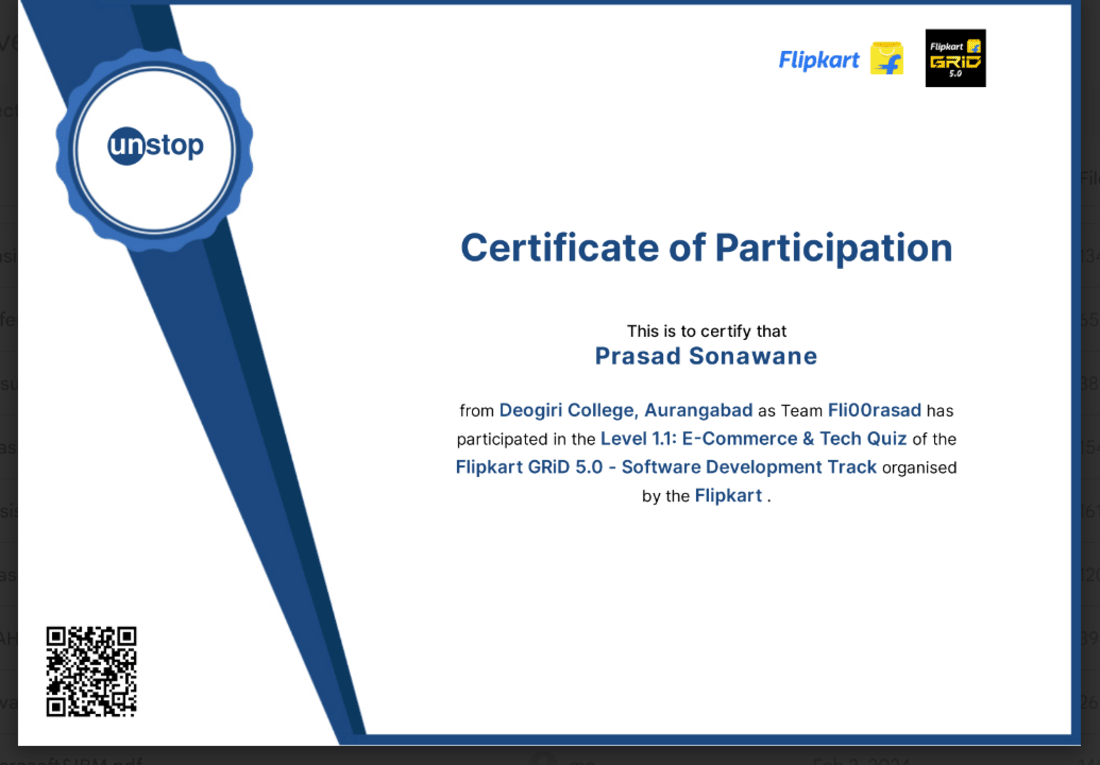 Flipkart
Flipkart
GRiD
5.0
unstop
Certificate of Participation
This is to certify that
Prasad Sonawane
from Deogiri College, Aurangabad as Team Fli00rasad has
participated in the Level 1.1: E-Commerce & Tech Quiz of the
Flipkart GRiD 5.0 - Software Development Track organised
by the Flipkart .